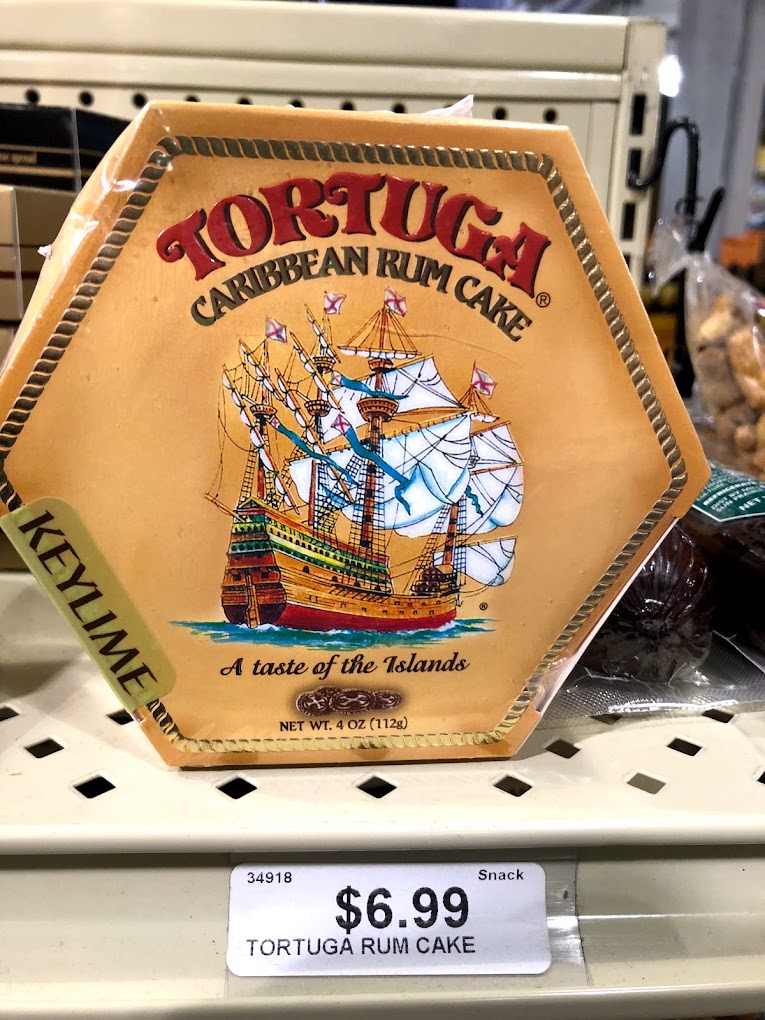 TORTUGA®
CARIBBEAN RUM CAKE
®
KEYLIME
A taste of the Islands
NET WT. 4 OZ (112g)
34918 Snack
$6.99
TORTUGA RUM CAKE